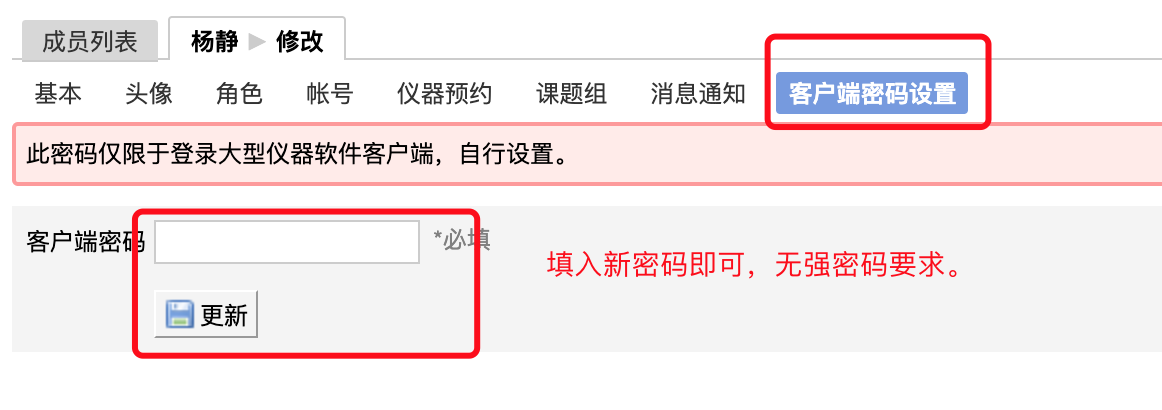 成员列表 杨静 修改
基本 头像 角色 帐号 仪器预约 课题组 消息通知 客户端密码设置
此密码仅限于登录大型仪器软件客户端，自行设置。
客户端密码 *必填
填入新密码即可，无强密码要求。
更新